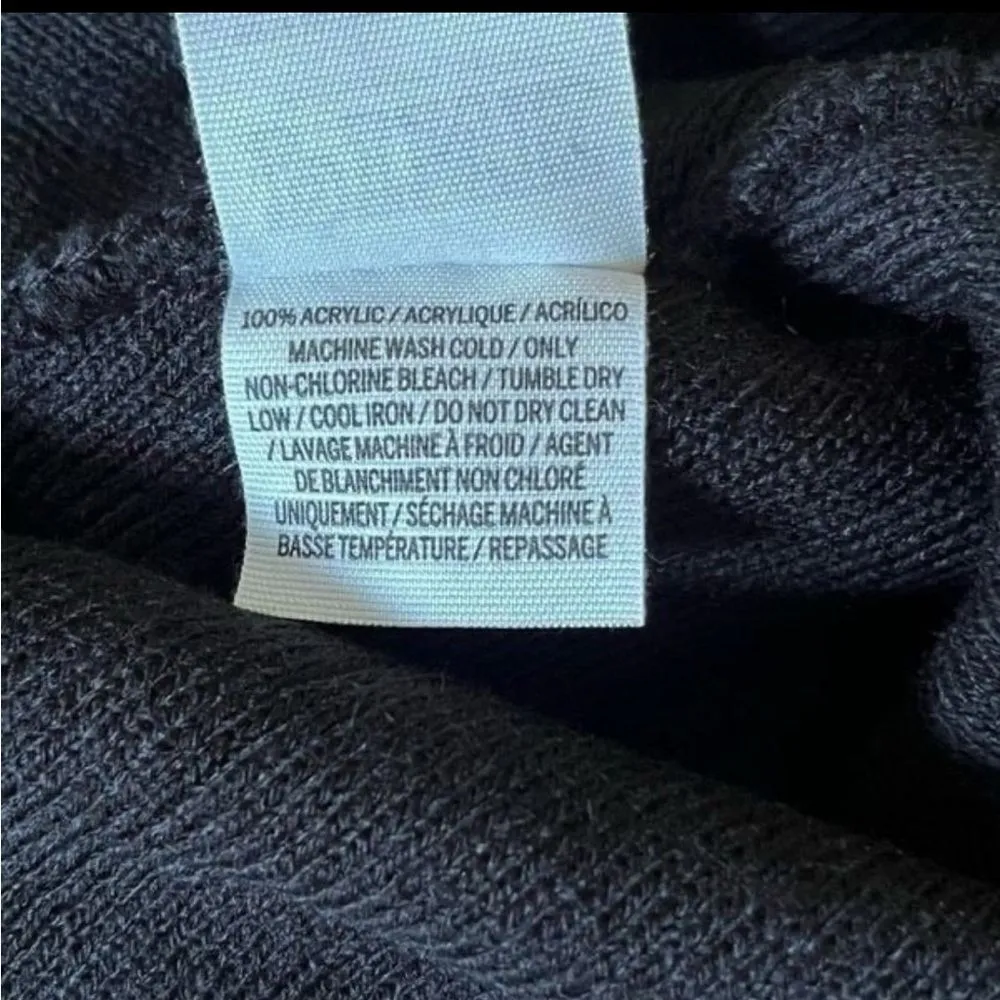 100% ACRYLIC / ACRYLIQUE / ACRÍLICO
MACHINE WASH COLD / ONLY
NON-CHLORINE BLEACH / TUMBLE DRY
LOW / COOL IRON / DO NOT DRY CLEAN
/ LAVAGE MACHINE À FROID / AGENT
DE BLANCHIMENT NON CHLORÉ
UNIQUEMENT / SÉCHAGE MACHINE À
BASSE TEMPÉRATURE / REPASSAGE